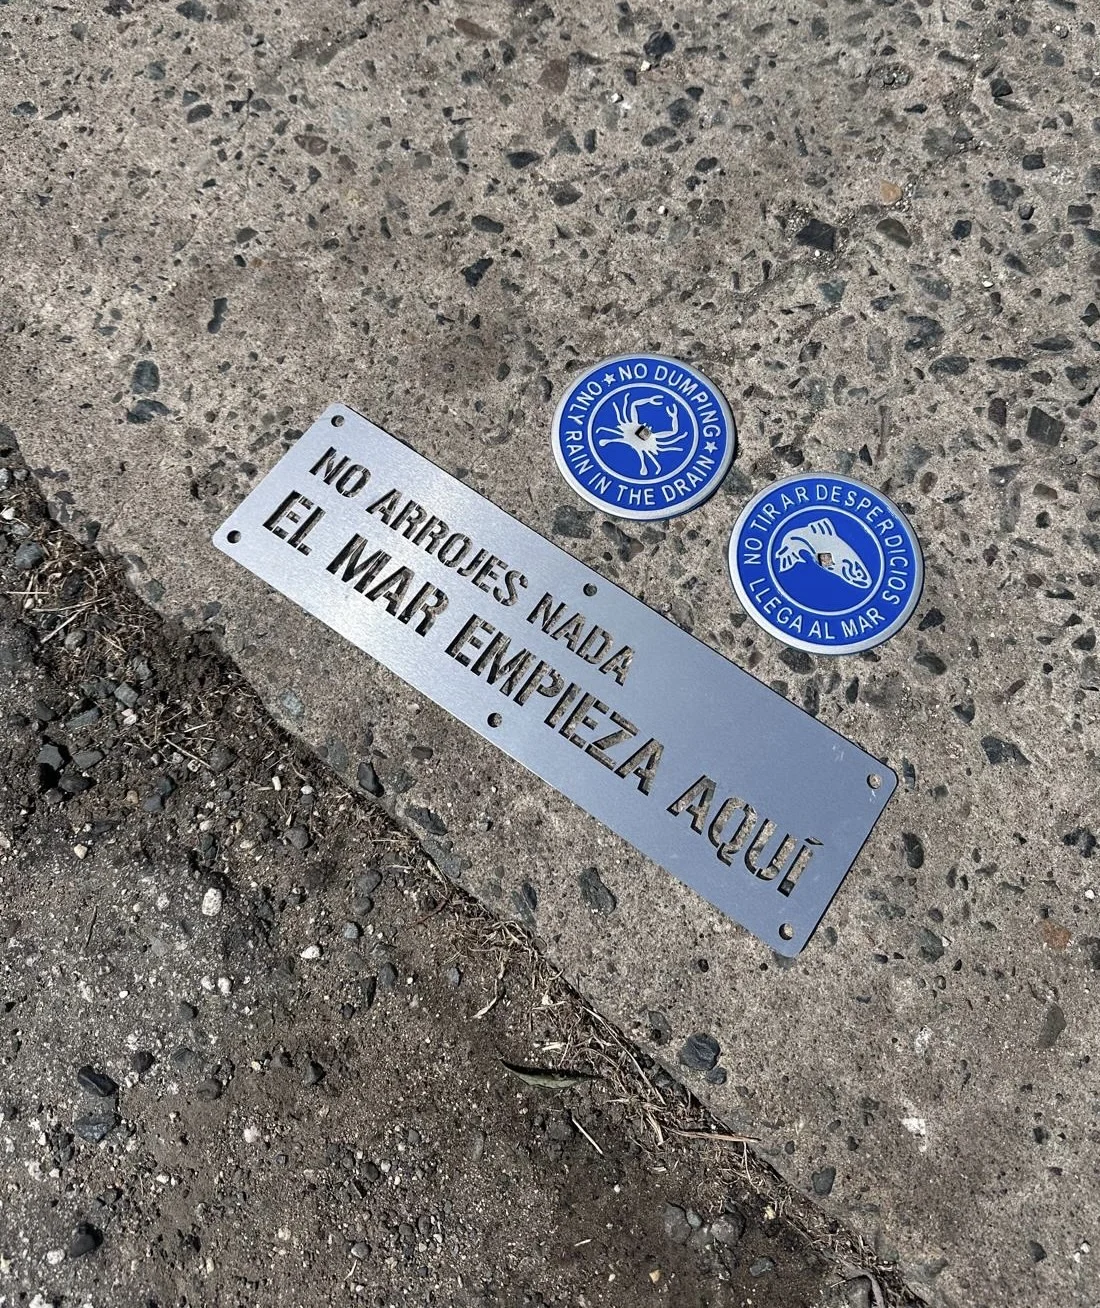 NO DUMPING
ONLY RAIN IN THE DRAIN
NO TIRAR DESPERDICIOS
LLEGA AL MAR
NO ARROJES NADA
EL MAR EMPIEZA AQUÍ